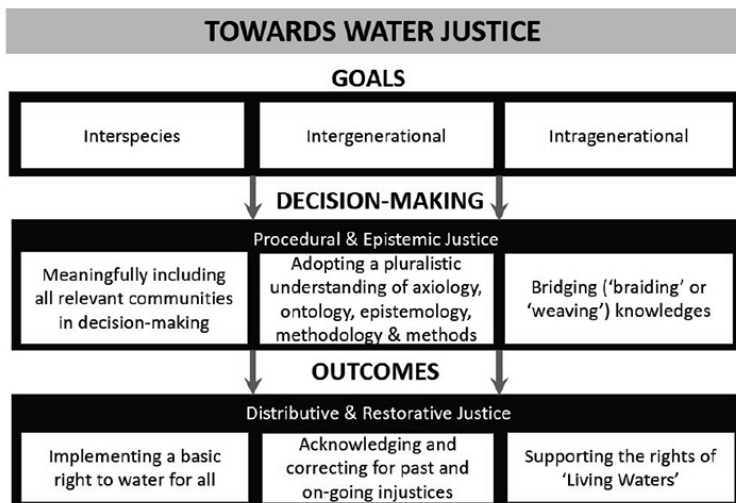 TOWARDS WATER JUSTICE
GOALS
Interspecies
Intergenerational
Intragenerational
DECISION-MAKING
Procedural & Epistemic Justice
Meaningfully including
all relevant communities
in decision-making
Adopting a pluralistic
understanding of axiology,
ontology, epistemology,
methodology & methods
Bridging (‘braiding’ or
‘weaving’) knowledges
OUTCOMES
Distributive & Restorative Justice
Implementing a basic
right to water for all
Acknowledging and
correcting for past and
on-going injustices
Supporting the rights of
‘Living Waters’